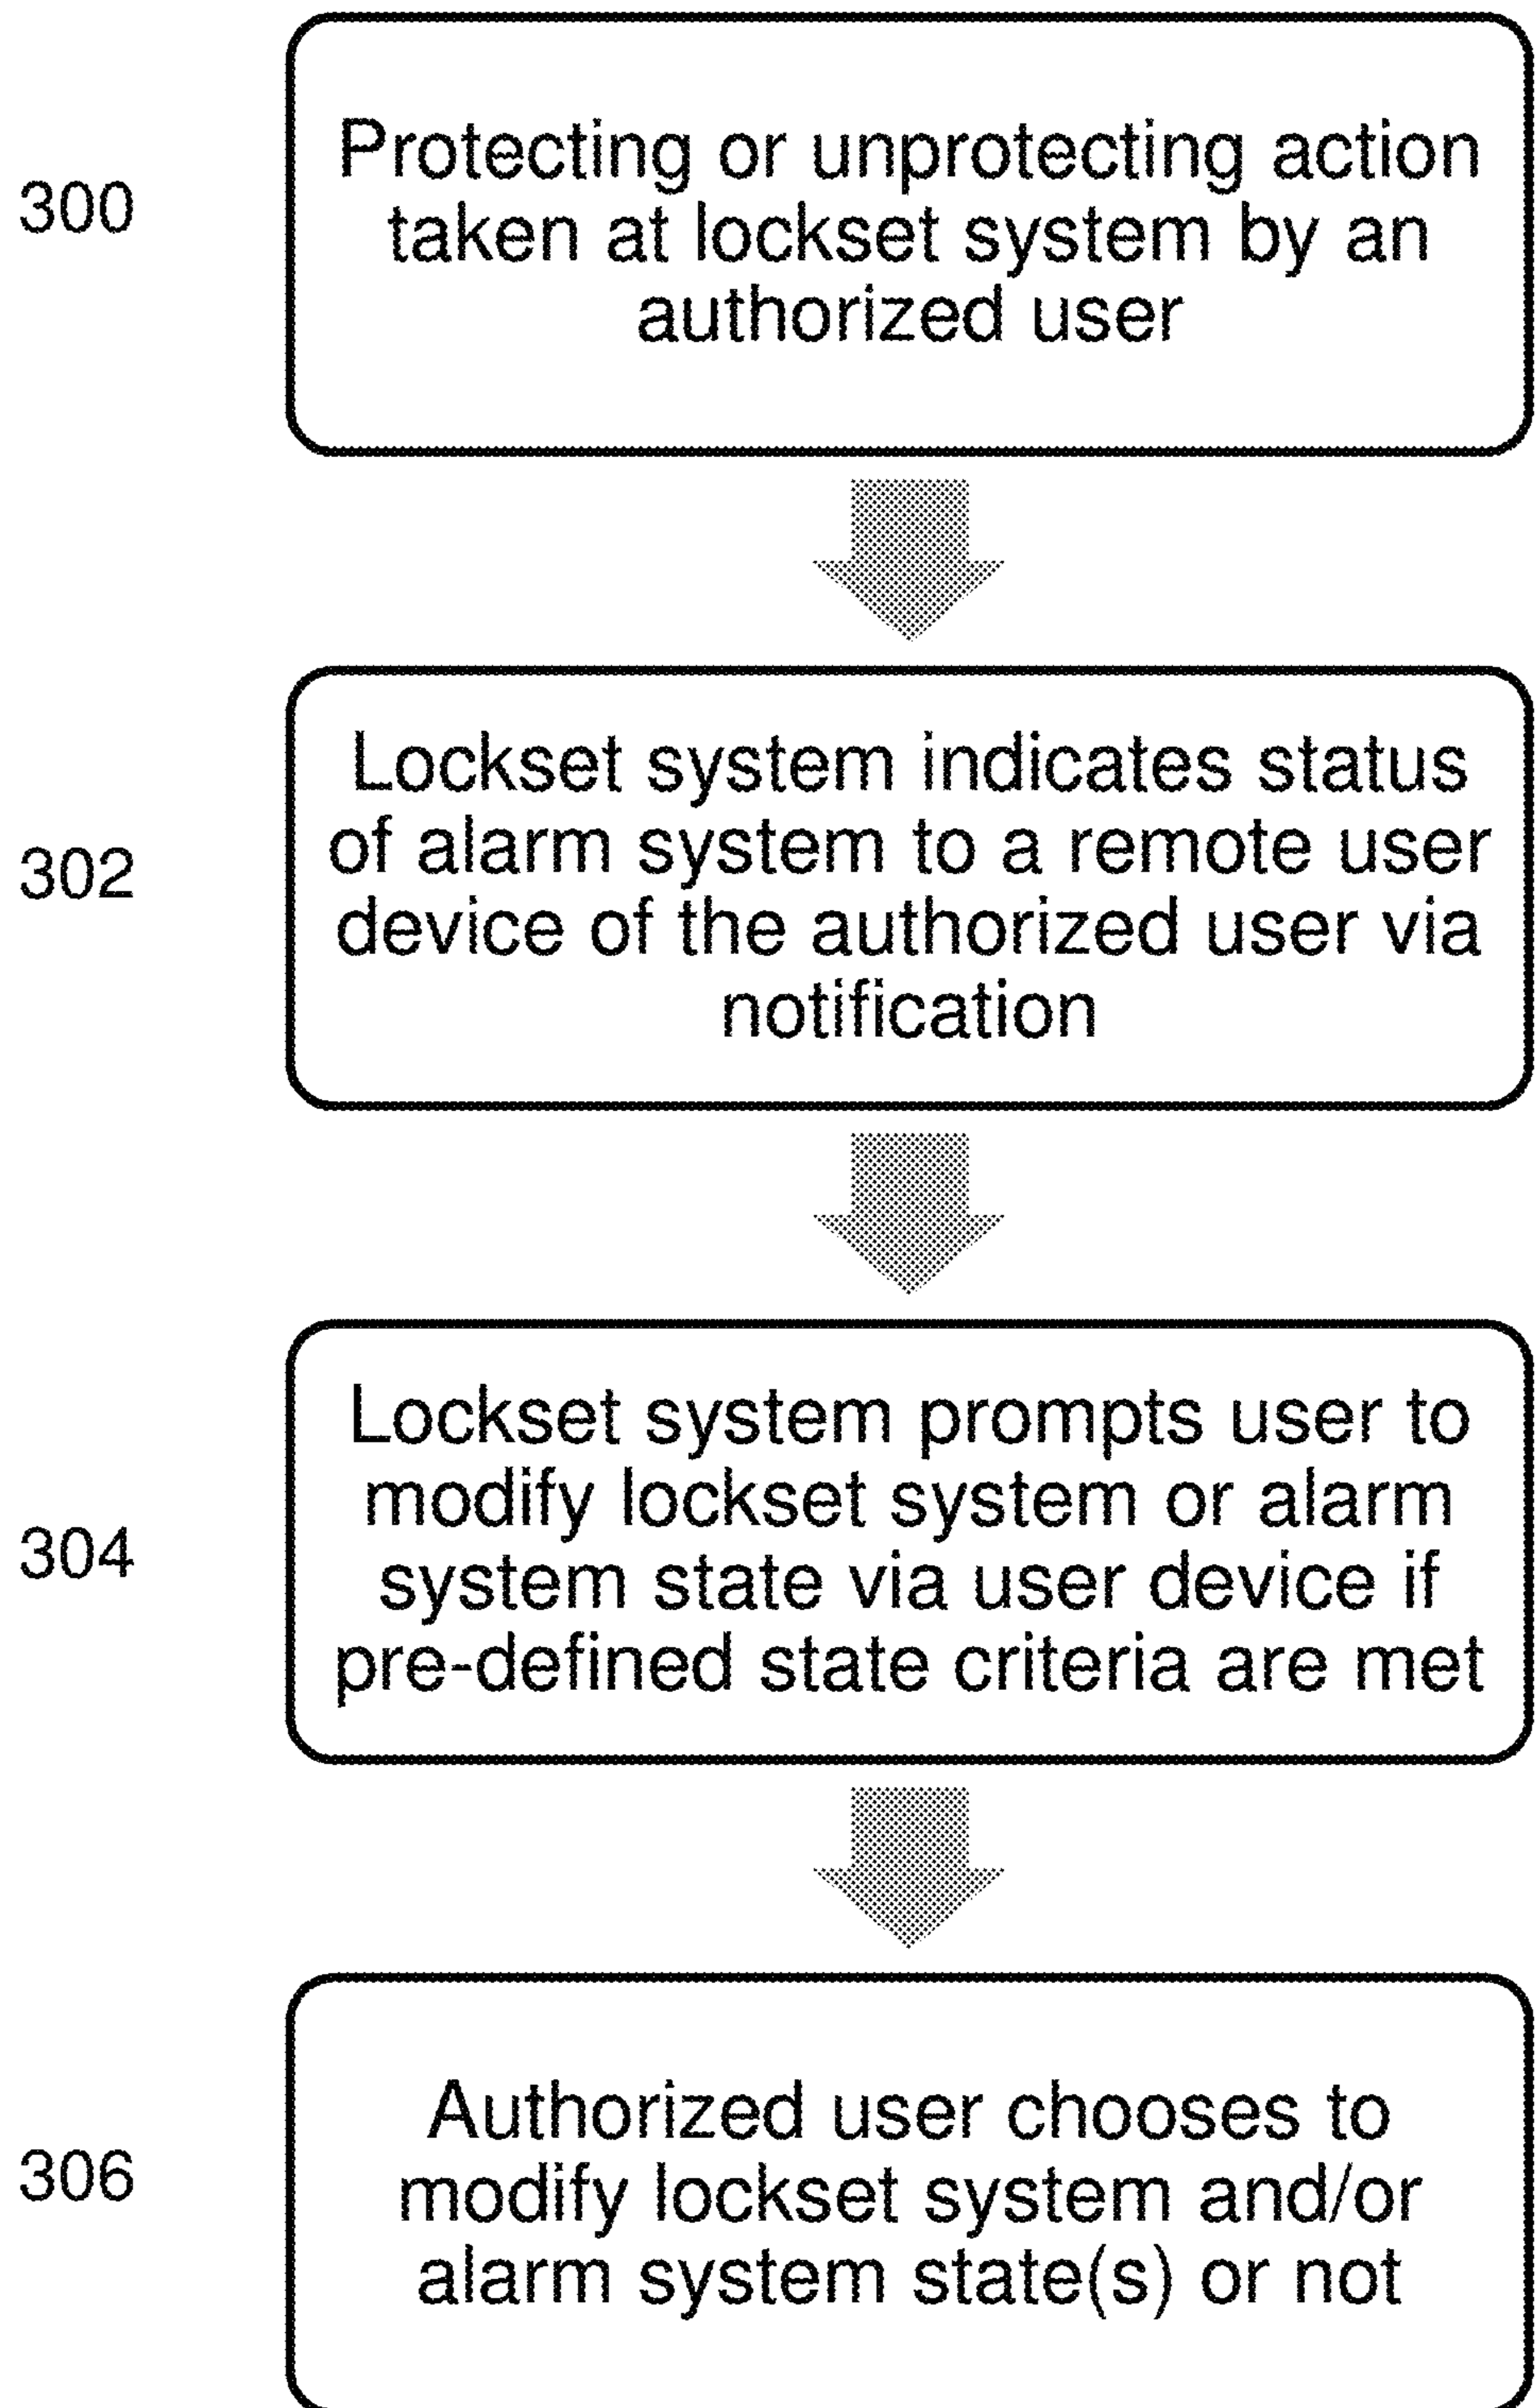 300
Protecting or unprotecting action
taken at lockset system by an
authorized user
302
Lockset system indicates status
of alarm system to a remote user
device of the authorized user via
notification
304
Lockset system prompts user to
modify lockset system or alarm
system state via user device if
pre-defined state criteria are met
306
Authorized user chooses to
modify lockset system and/or
alarm system state(s) or not